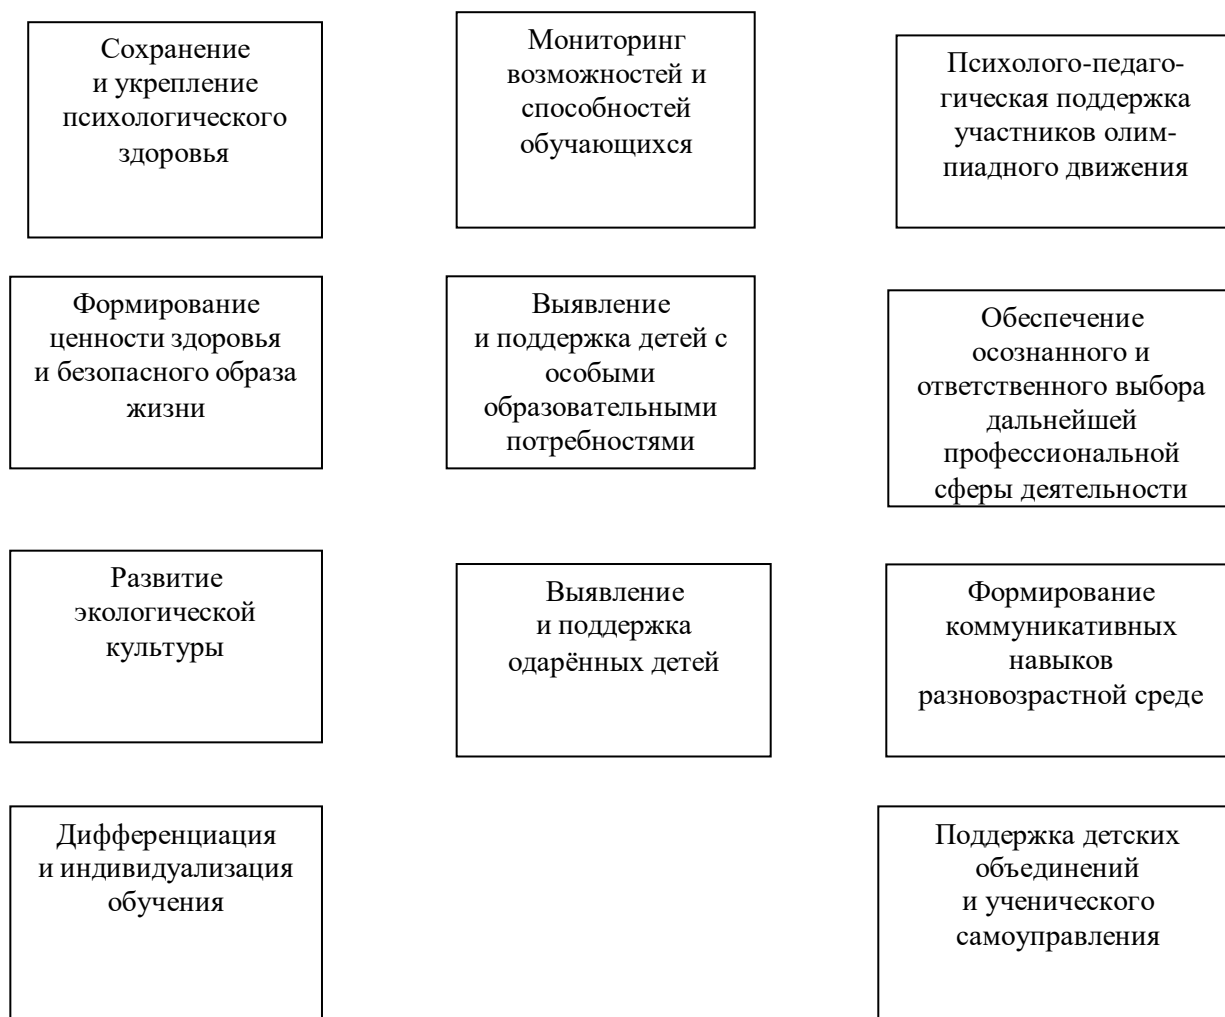 Сохранение
и укрепление
психологического
здоровья
Мониторинг
возможностей и
способностей
обучающихся
Психолого-педаго-
гическая поддержка
участников олим-
пиадного движения
Формирование
ценности здоровья
и безопасного образа
жизни
Выявление
и поддержка детей с
особыми
образовательными
потребностями
Обеспечение
осознанного и
ответственного выбора
дальнейшей
профессиональной
сферы деятельности
Развитие
экологической
культуры
Выявление
и поддержка
одарённых детей
Формирование
коммуникативных
навыков
разновозрастной среде
Дифференциация
и индивидуализация
обучения
Поддержка детских
объединений
и ученического
самоуправления